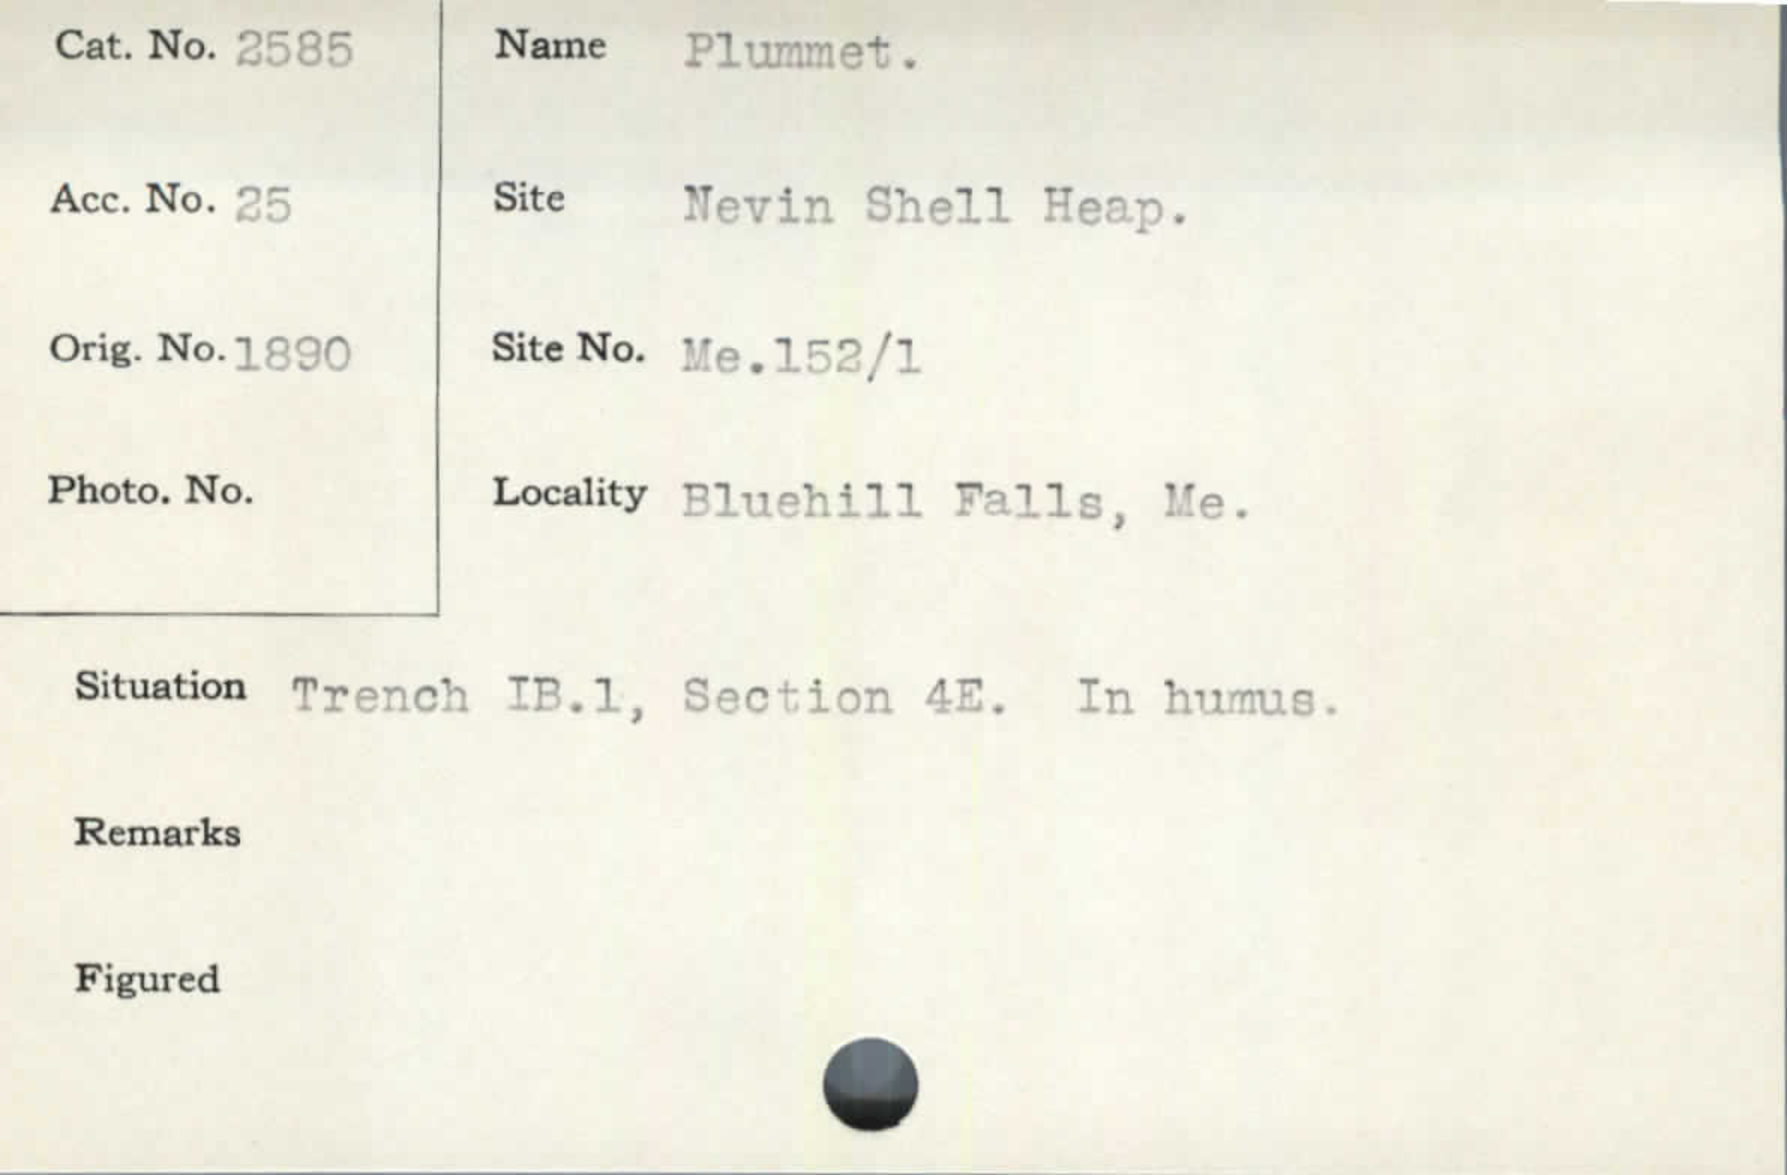 Cat. No. 2585
Acc. No. 25
Orig. No. 1890
Photo. No.
Name Plummet.
Site Nevin Shell Heap.
Site No. Me.152/1
Locality Bluehill Falls, Me.
Situation Trench IB.1, Section 4E. In humus.
Remarks
Figured